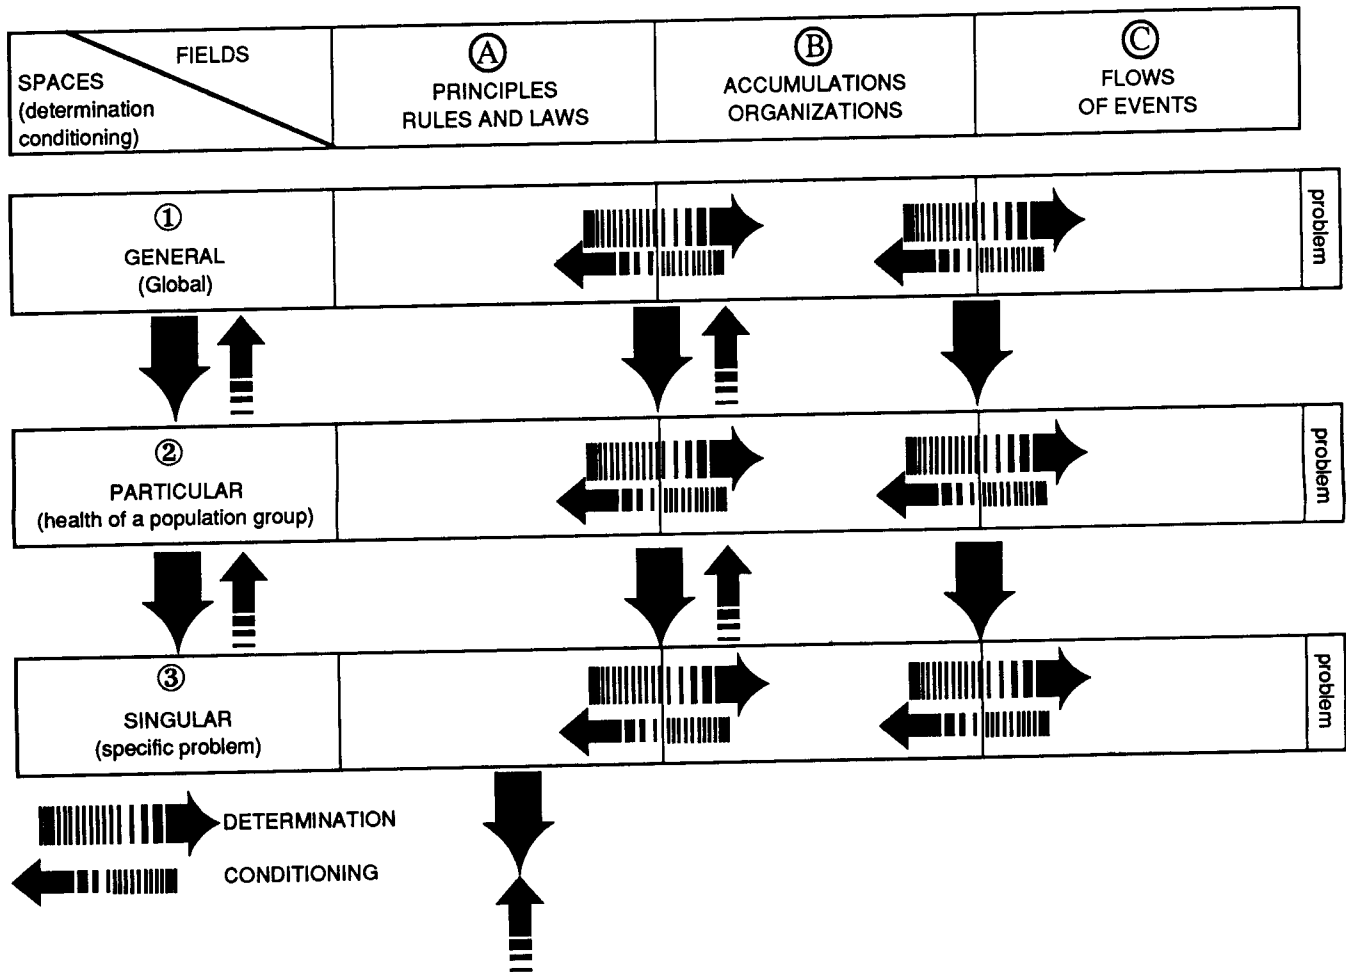 FIELDS
SPACES
(determination
conditioning)
Ⓐ
PRINCIPLES
RULES AND LAWS
Ⓑ
ACCUMULATIONS
ORGANIZATIONS
Ⓒ
FLOWS
OF EVENTS
①
GENERAL
(Global)
problem
②
PARTICULAR
(health of a population group)
problem
③
SINGULAR
(specific problem)
problem
DETERMINATION
CONDITIONING